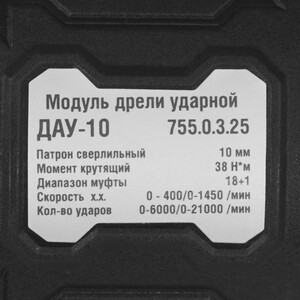 Модуль дрели ударной
ДАУ-10 755.0.3.25
Патрон сверлильный 10 мм
Момент крутящий 38 Н*м
Диапазон муфты 18+1
Скорость х.х. 0 - 400/0-1450 /мин
Кол-во ударов 0-6000/0-21000 /мин